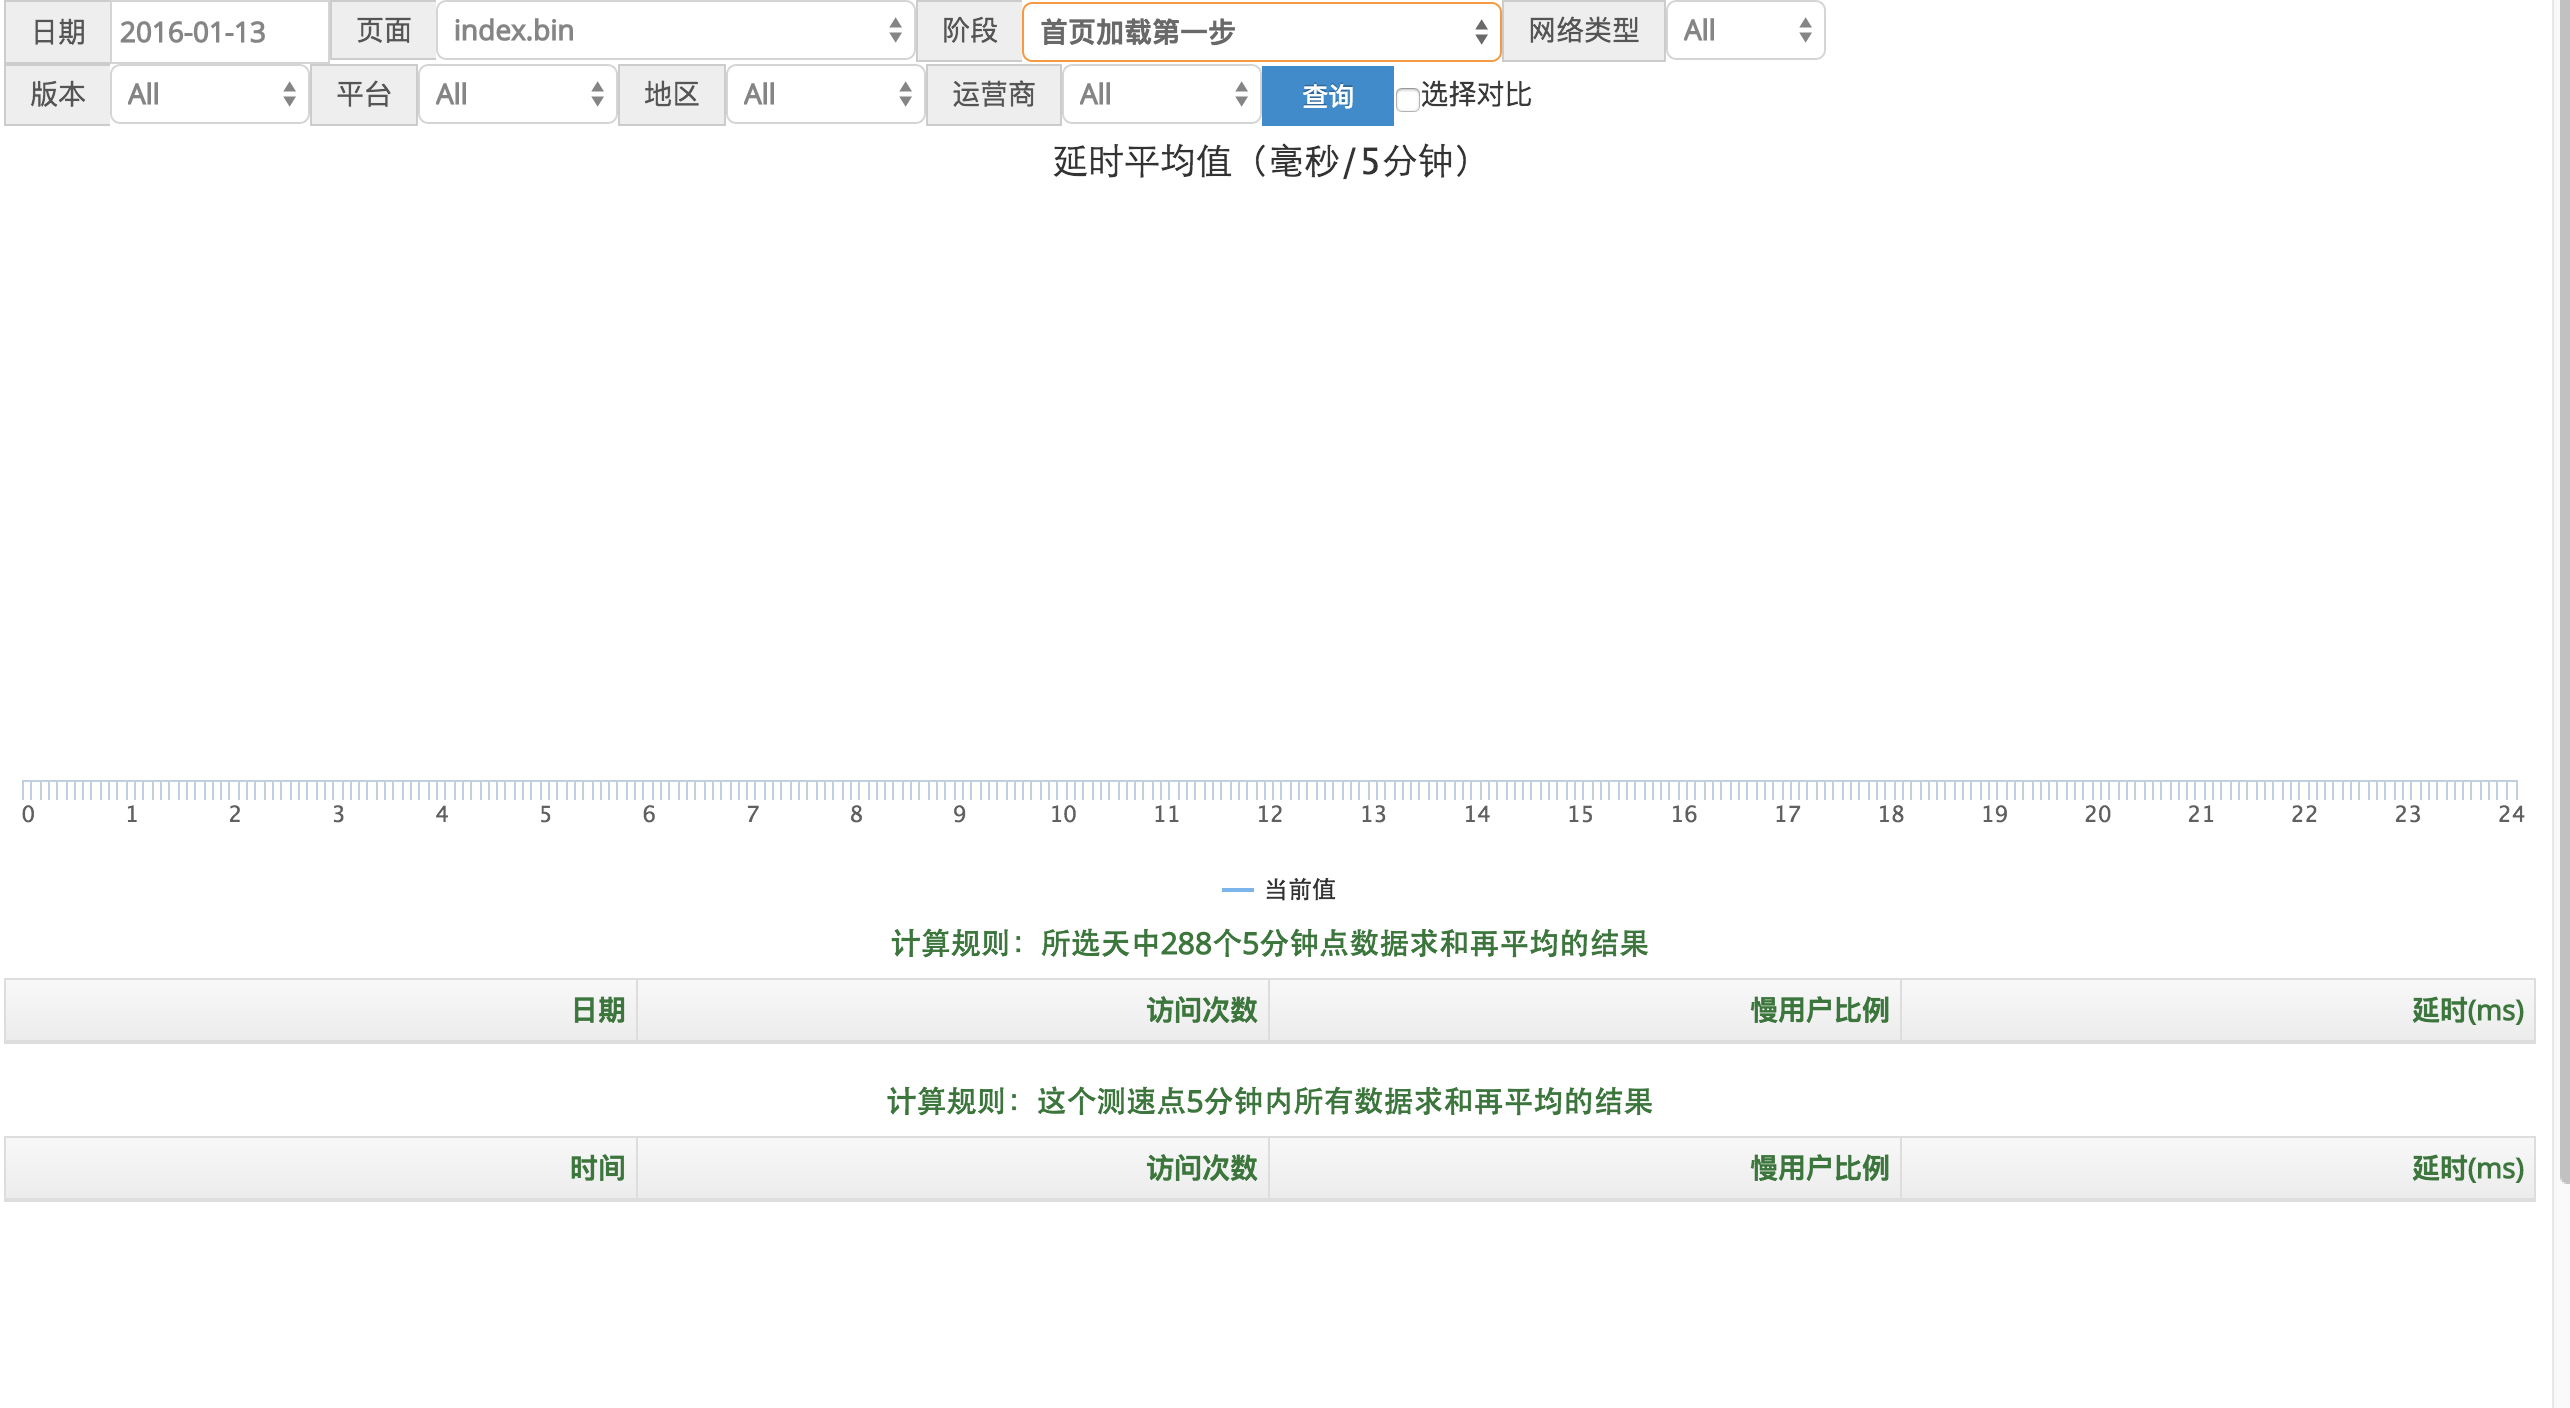 日期 2016-01-13 页面 index.bin 阶段 首页加载第一步 网络类型 All
版本 All 平台 All 地区 All 运营商 All 查询 选择对比
延时平均值（毫秒/5分钟）
0 1 2 3 4 5 6 7 8 9 10 11 12 13 14 15 16 17 18 19 20 21 22 23 24
当前值
计算规则：所选天中288个5分钟点数据求和再平均的结果
日期 访问次数 慢用户比例 延时(ms)
计算规则：这个测速点5分钟内所有数据求和再平均的结果
时间 访问次数 慢用户比例 延时(ms)